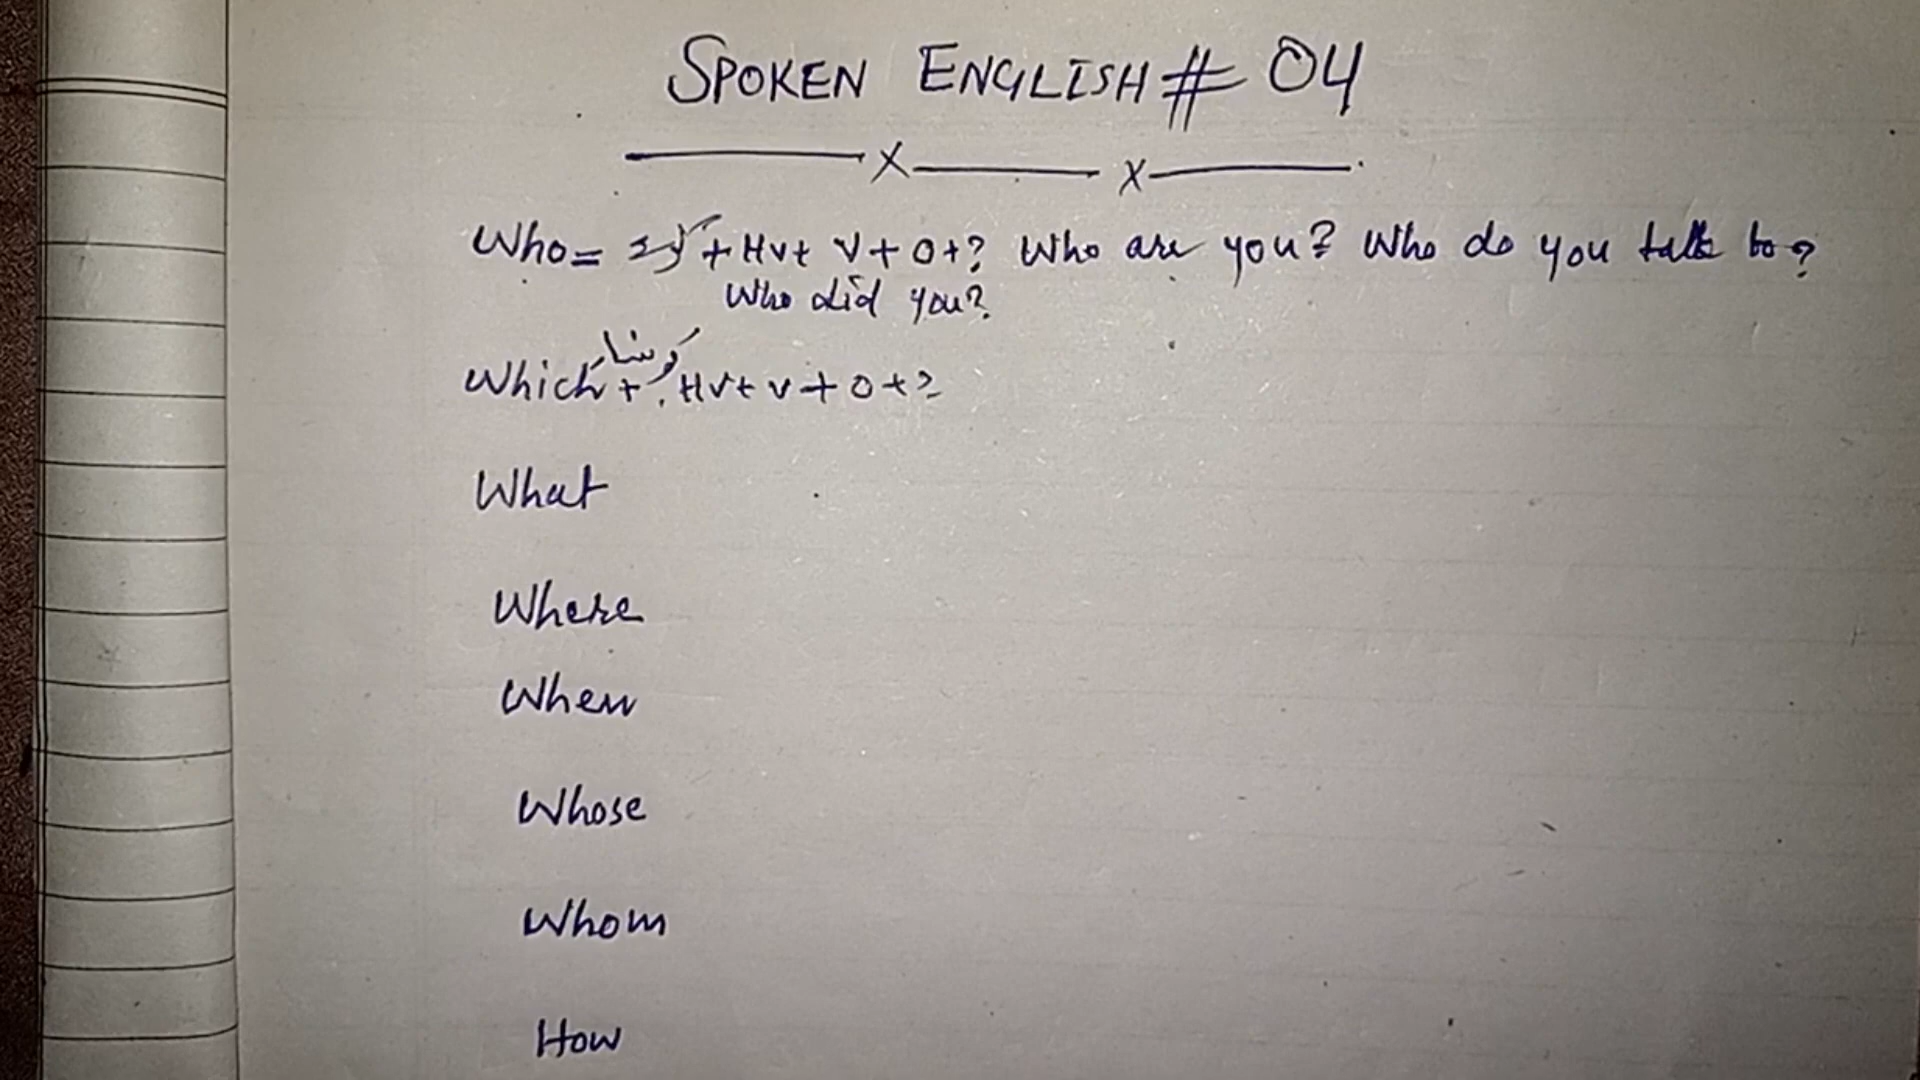 SPOKEN ENGLISH # 04
Who = + Hv + V + O + ? Who are you? Who do you talk to?
Who did you?
کونسا
Which + Hv + v + O + ?
What
Where
When
Whose
Whom
How